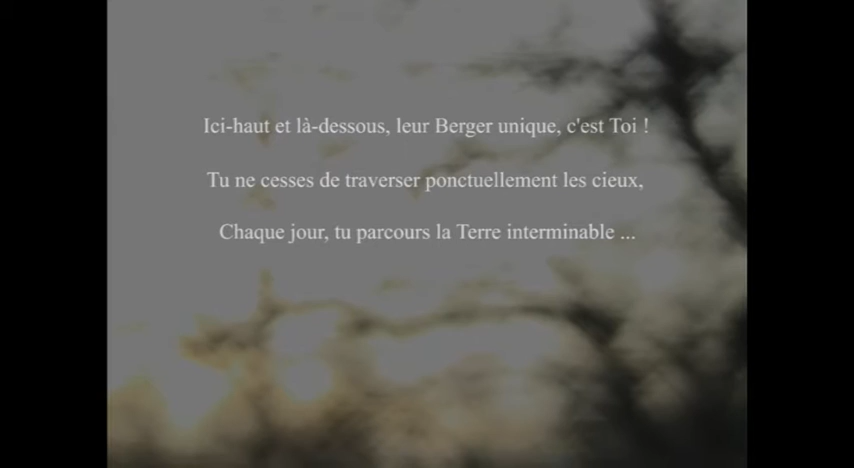 Ici-haut et là-dessous, leur Berger unique, c'est Toi !
Tu ne cesses de traverser ponctuellement les cieux,
Chaque jour, tu parcours la Terre interminable ...